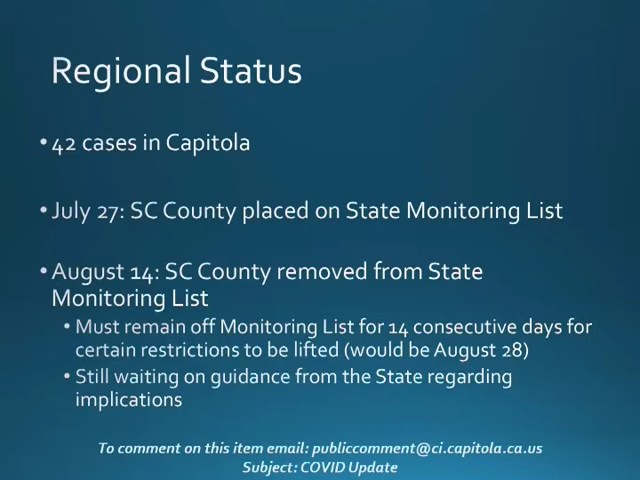 Regional Status
• 42 cases in Capitola
• July 27: SC County placed on State Monitoring List
• August 14: SC County removed from State
Monitoring List
• Must remain off Monitoring List for 14 consecutive days for
certain restrictions to be lifted (would be August 28)
• Still waiting on guidance from the State regarding
implications
To comment on this item email: publiccomment@ci.capitola.ca.us
Subject: COVID Update